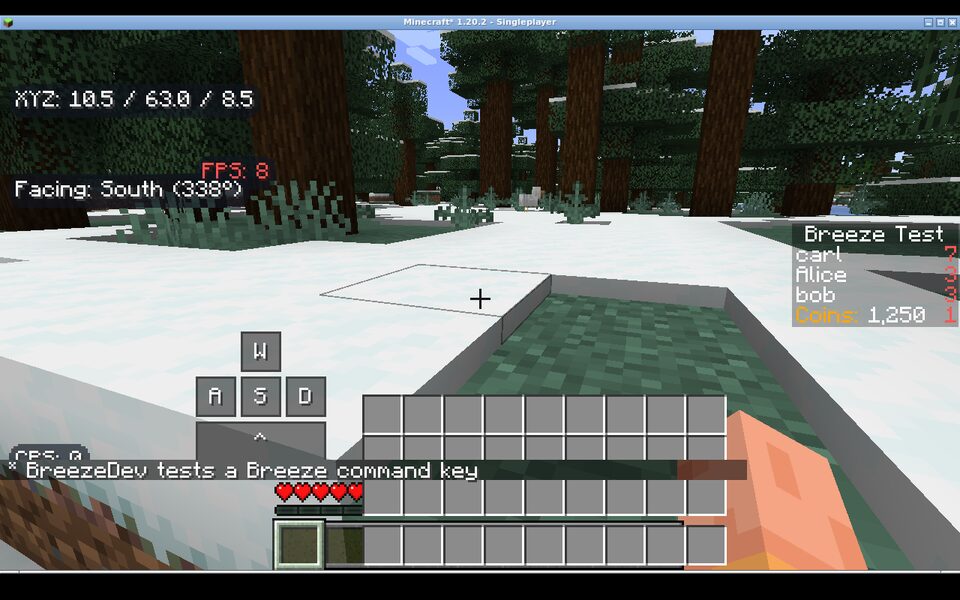 Minecraft* 1.20.2 - Singleplayer
XYZ: 10.5 / 63.0 / 8.5
FPS: 8
Facing: South (338°)
Breeze Test
carl 7
Alice
bob 3
Coins: 1,250 1
W
A S D
^
CPS: 0
* BreezeDev tests a Breeze command key